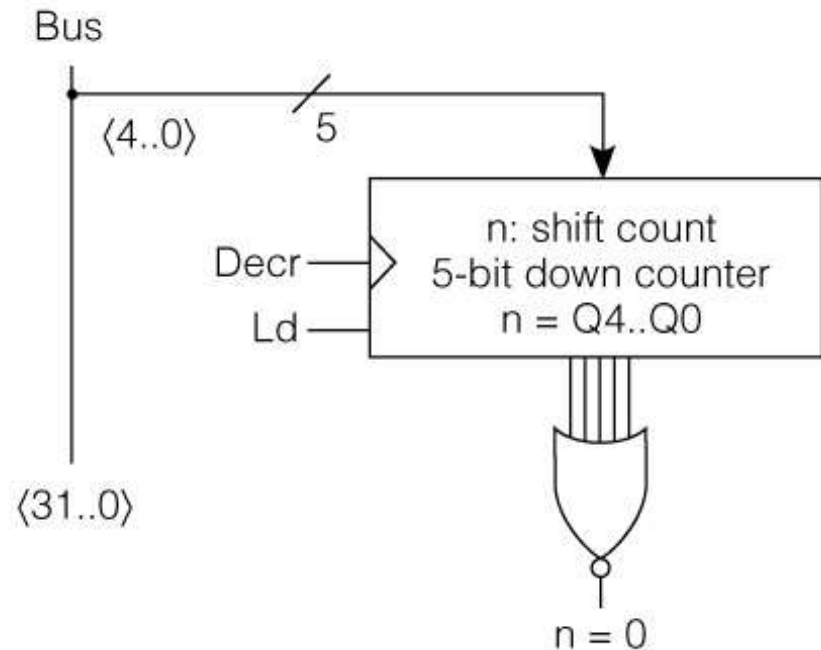 Bus
⟨4..0⟩
5
n: shift count
5-bit down counter
n = Q4..Q0
Decr
Ld
⟨31..0⟩
n = 0